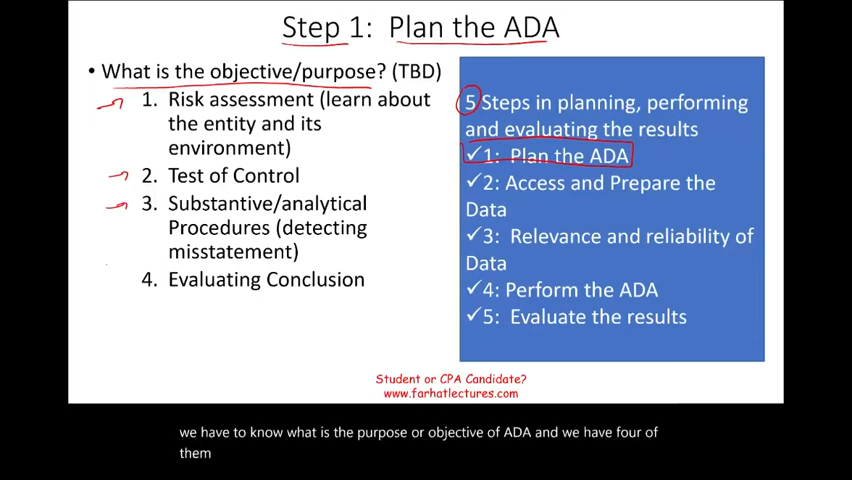 Step 1: Plan the ADA
• What is the objective/purpose? (TBD)
1. Risk assessment (learn about
the entity and its
environment)
2. Test of Control
3. Substantive/analytical
Procedures (detecting
misstatement)
4. Evaluating Conclusion
5 Steps in planning, performing
and evaluating the results
✓1: Plan the ADA
✓2: Access and Prepare the
Data
✓3: Relevance and reliability of
Data
✓4: Perform the ADA
✓5: Evaluate the results
Student or CPA Candidate?
www.farhatlectures.com
we have to know what is the purpose or objective of ADA and we have four of
them